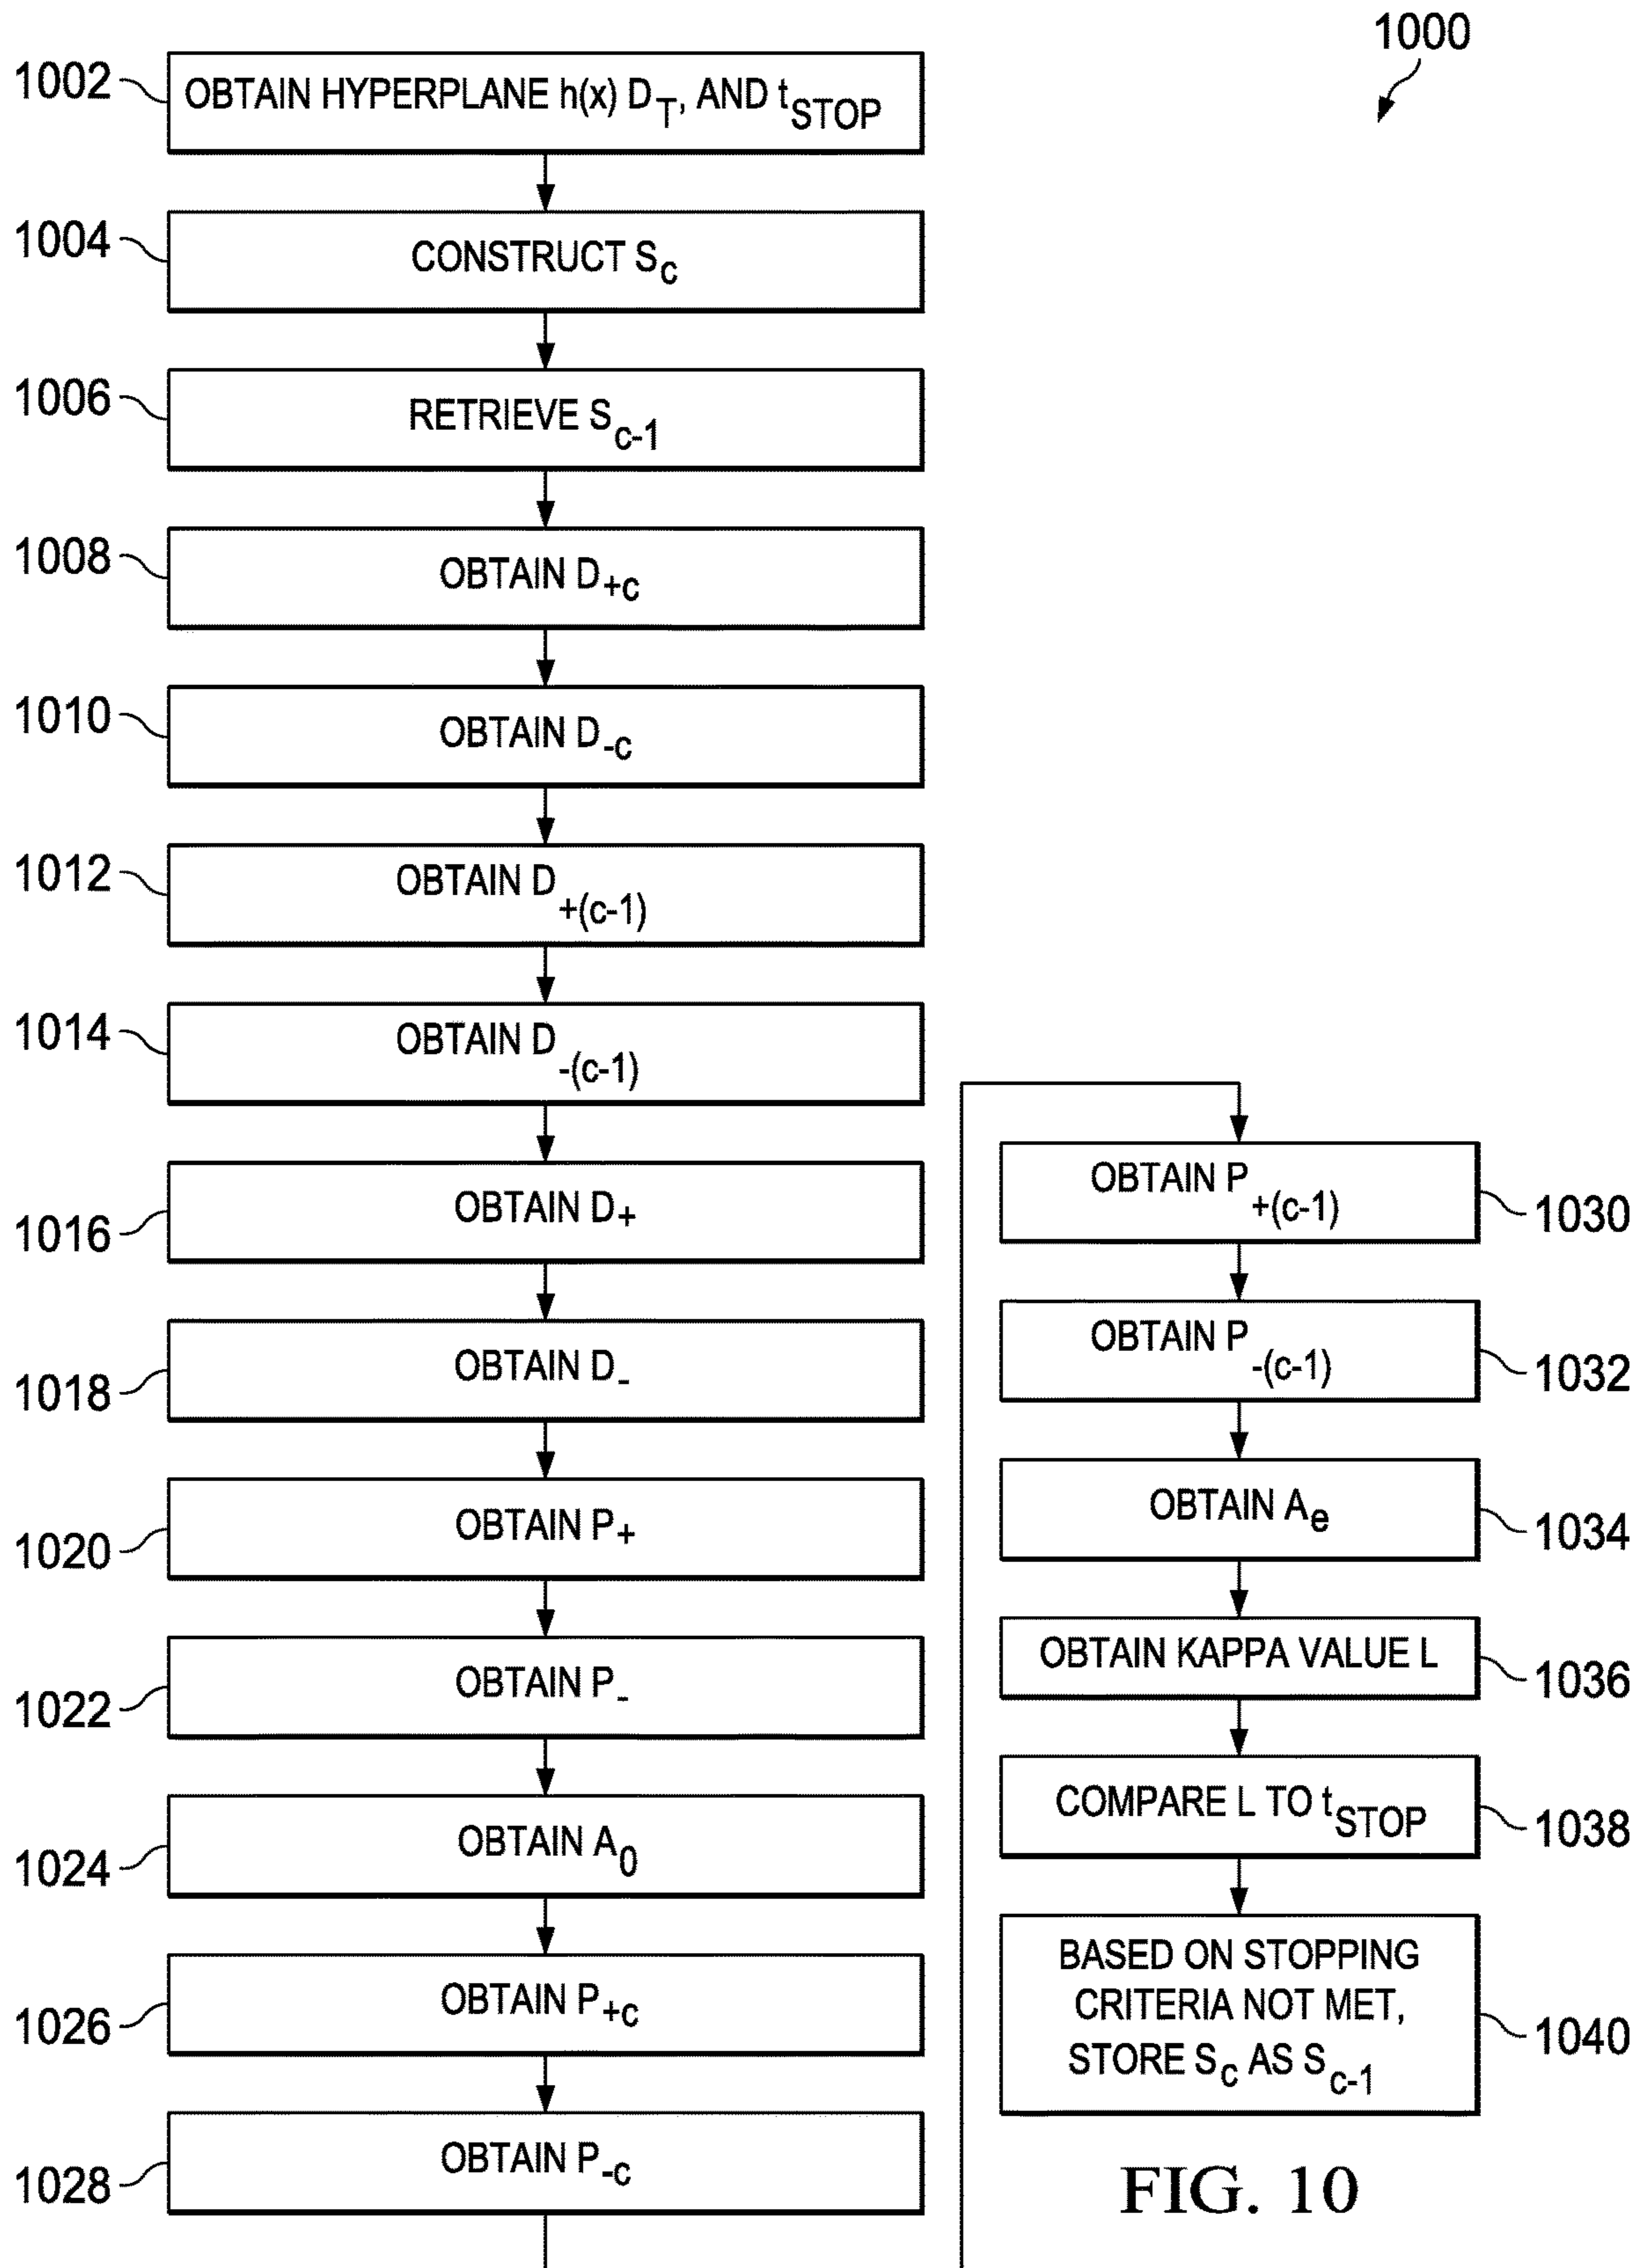 1000
1002
OBTAIN HYPERPLANE h(x) D_T, AND t_STOP
1004
CONSTRUCT S_c
1006
RETRIEVE S_c-1
1008
OBTAIN D_+c
1010
OBTAIN D_-c
1012
OBTAIN D_+(c-1)
1014
OBTAIN D_-(c-1)
1016
OBTAIN D_+
1018
OBTAIN D_-
1020
OBTAIN P_+
1022
OBTAIN P_-
1024
OBTAIN A_0
1026
OBTAIN P_+c
1028
OBTAIN P_-c
OBTAIN P_+(c-1)
1030
OBTAIN P_-(c-1)
1032
OBTAIN A_e
1034
OBTAIN KAPPA VALUE L
1036
COMPARE L TO t_STOP
1038
BASED ON STOPPING
CRITERIA NOT MET,
STORE S_c AS S_c-1
1040
FIG. 10